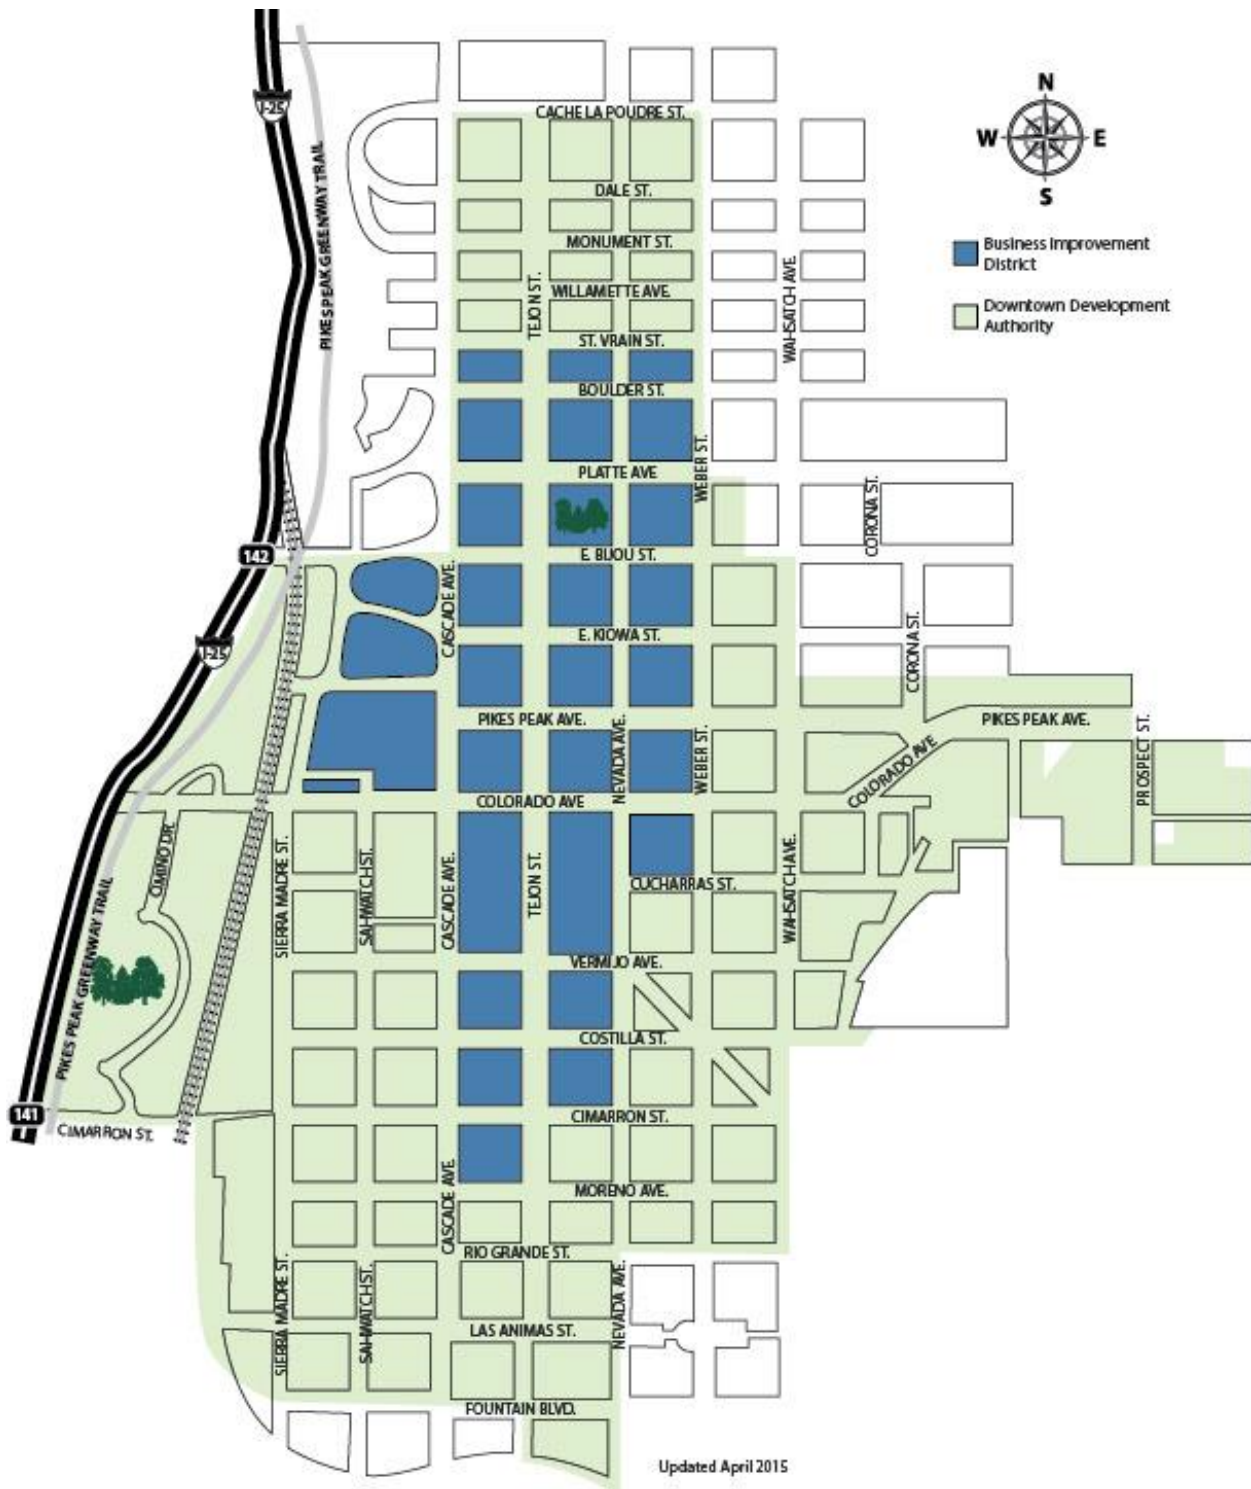 I-25
CACHE LA POUDRE ST.
N
W
E
S
PIKES PEAK GREENWAY TRAIL
DALE ST.
MONUMENT ST.
Business Improvement
District
WILLAMETTE AVE.
TEJON ST.
WAHSATCH AVE.
Downtown Development
Authority
ST. VRAIN ST.
BOULDER ST.
PLATTE AVE
WEBER ST.
CORONA ST.
142
E. BIJOU ST.
CASCADE AVE.
E. KIOWA ST.
I-25
CORONA ST.
PIKES PEAK AVE.
NEVADA AVE.
WEBER ST.
PIKES PEAK AVE.
PROSPECT ST.
COLORADO AVE
COLORADO AVE
CIMINO DR.
SIERRA MADRE ST.
SAHWATCH ST.
CASCADE AVE.
TEJON ST.
CUCHARRAS ST.
WAHSATCH AVE.
PIKES PEAK GREENWAY TRAIL
VERMIJO AVE.
COSTILLA ST.
141
CIMARRON ST.
CIMARRON ST.
CASCADE AVE.
MORENO AVE.
RIO GRANDE ST.
SIERRA MADRE ST.
SAHWATCH ST.
NEVADA AVE.
LAS ANIMAS ST.
FOUNTAIN BLVD.
Updated April 2015